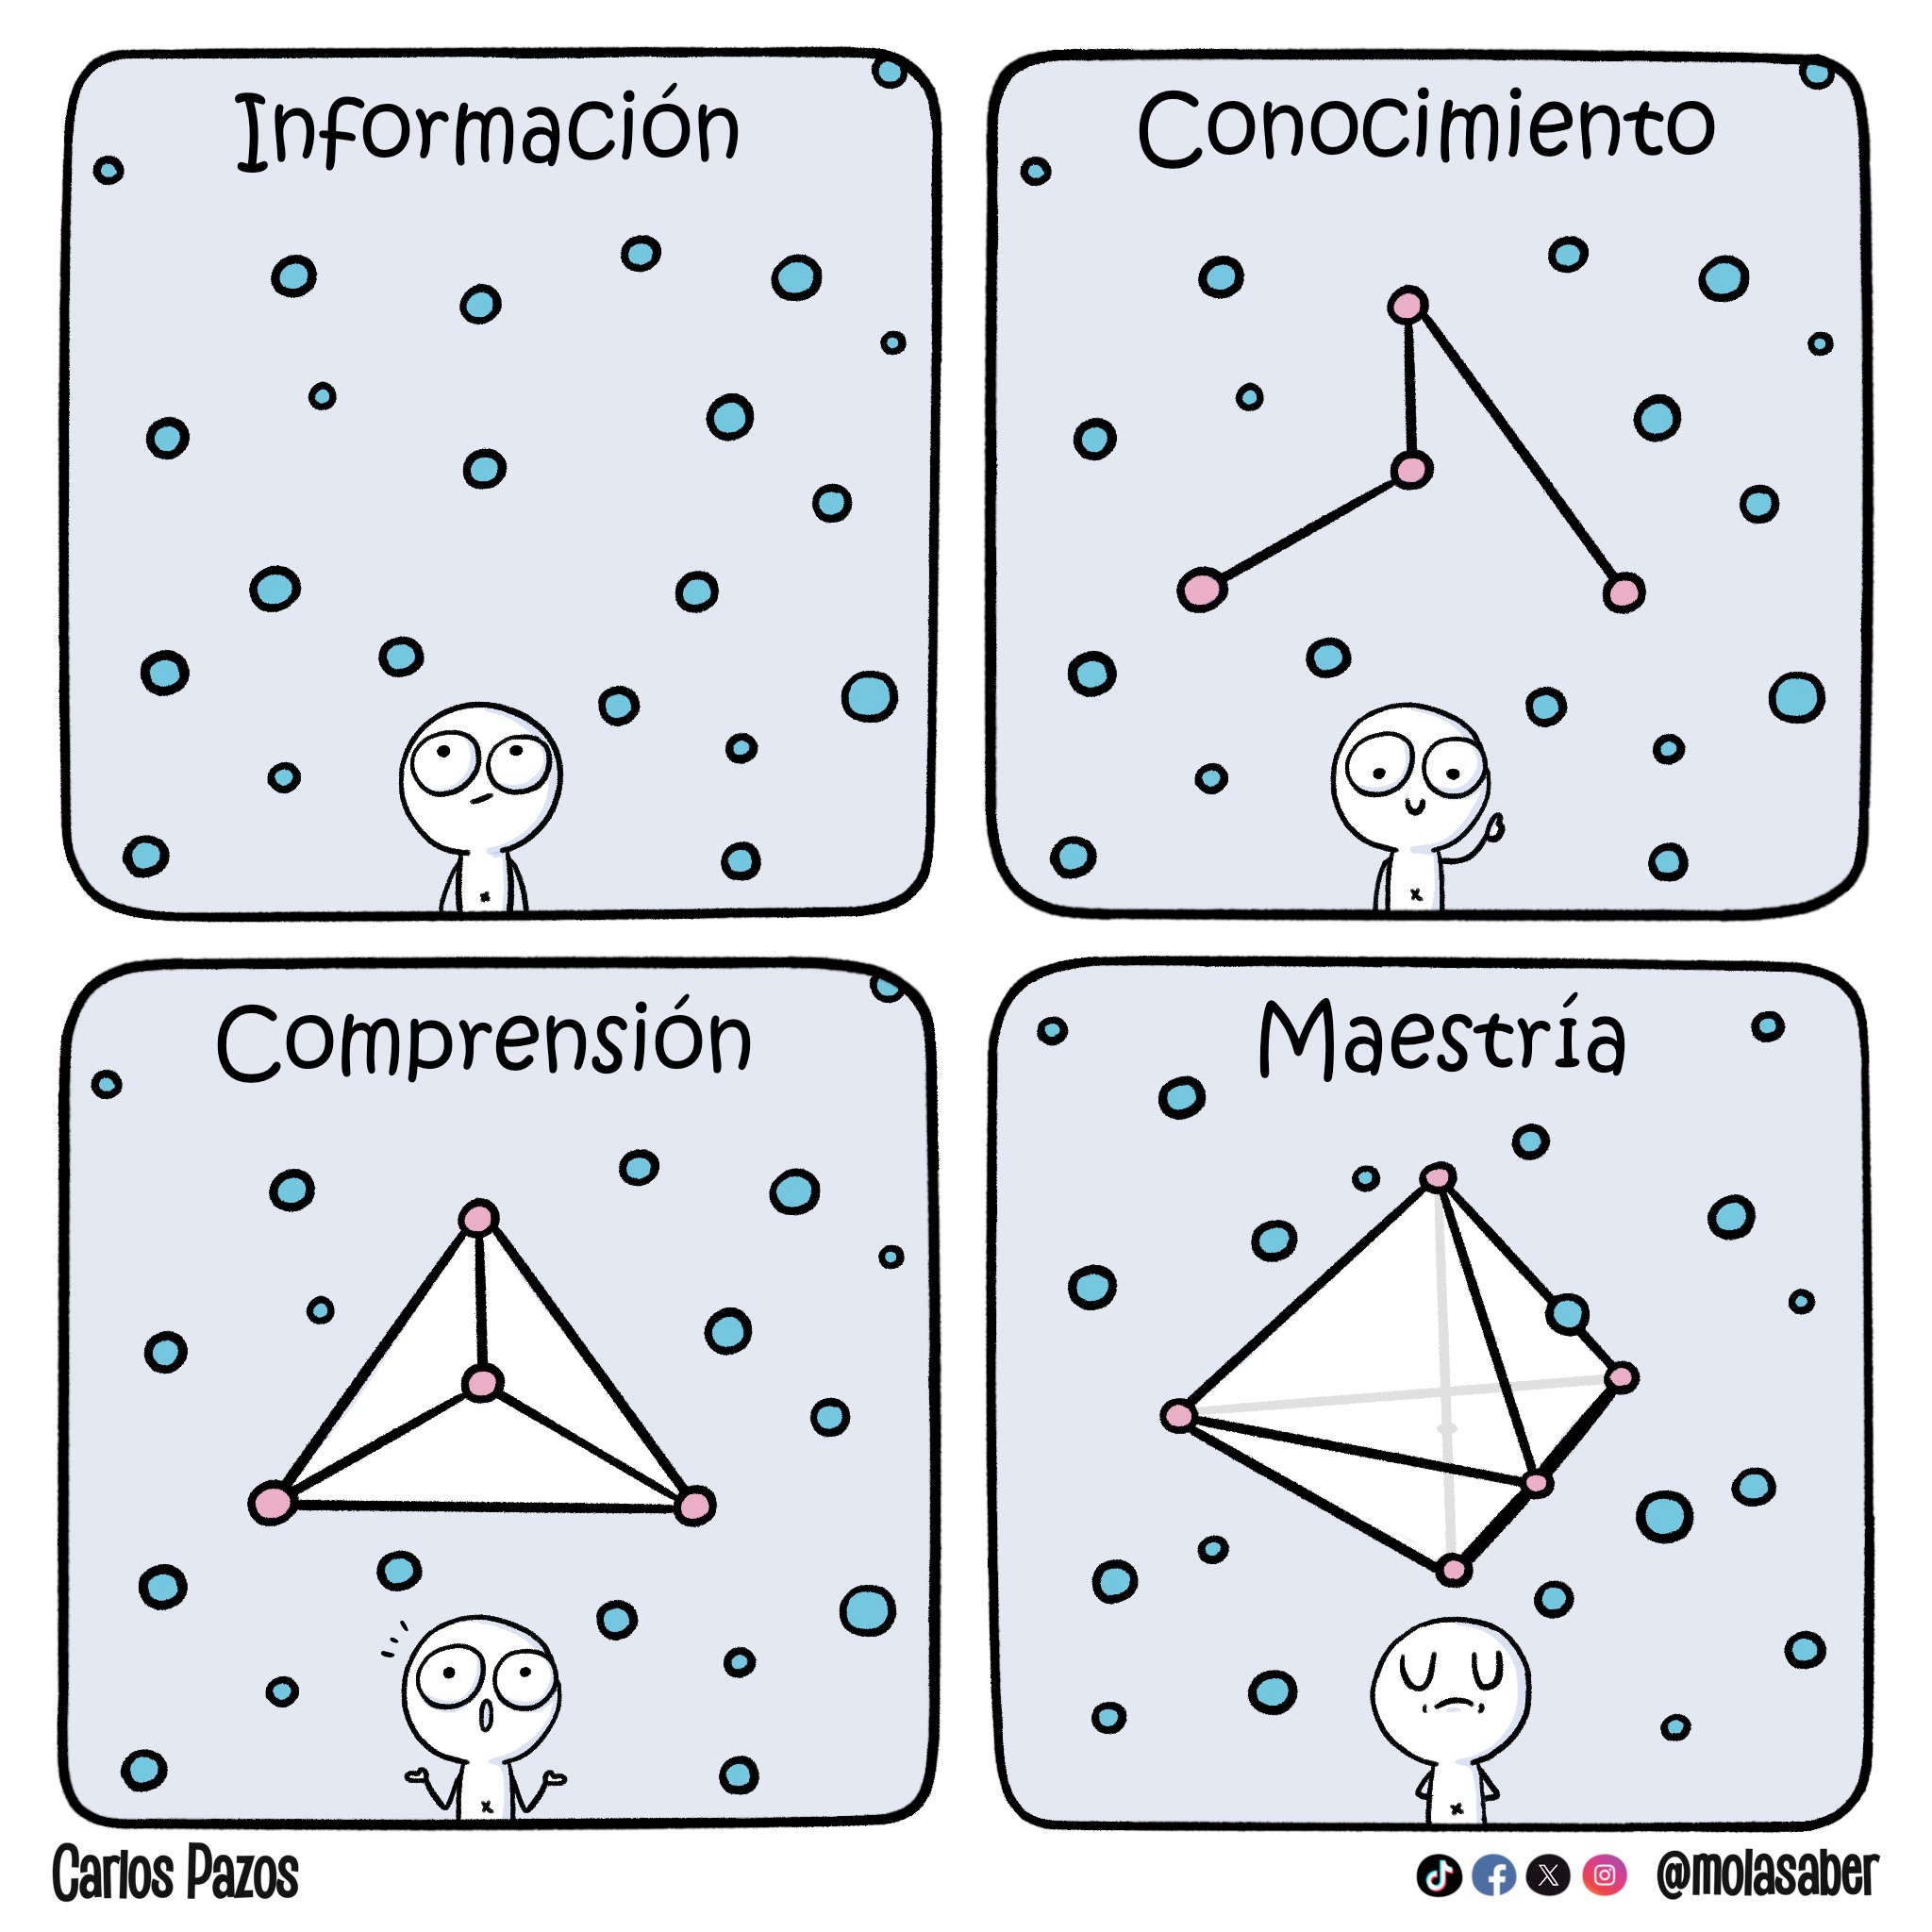 Información
Conocimiento
Comprensión
Maestría
Carlos Pazos
@molasaber